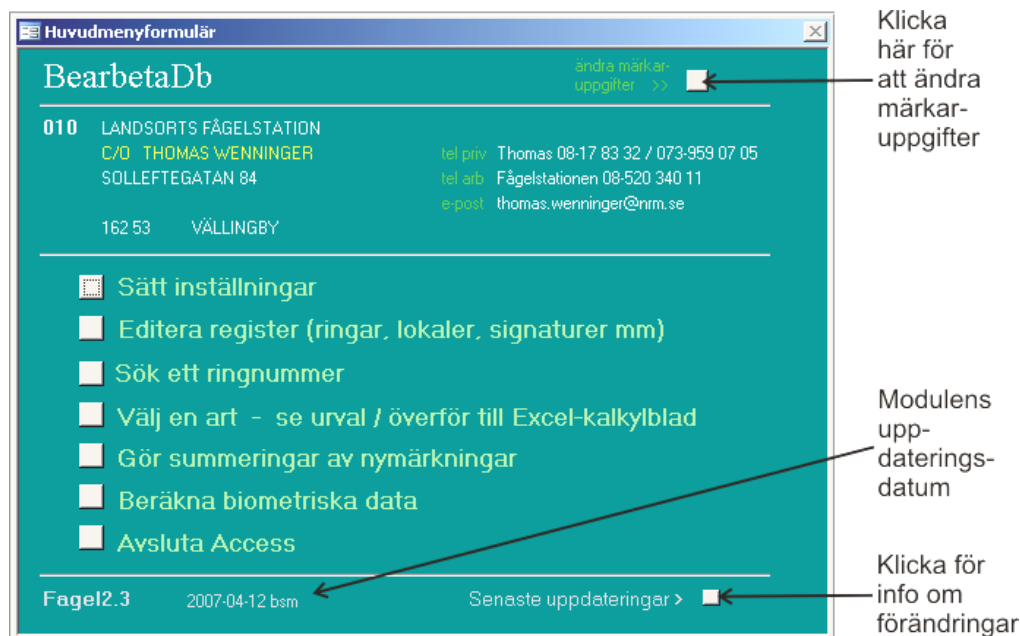 Huvudmenyformulär
BearbetaDb
ändra märkar-
uppgifter >>
010 LANDSORTS FÅGELSTATION
C/O THOMAS WENNINGER
SOLLEFTEGATAN 84
162 53 VÄLLINGBY
tel priv Thomas 08-17 83 32 / 073-959 07 05
tel arb Fågelstationen 08-520 340 11
e-post thomas.wenninger@nrm.se
Sätt inställningar
Editera register (ringar, lokaler, signaturer mm)
Sök ett ringnummer
Välj en art - se urval / överför till Excel-kalkylblad
Gör summeringar av nymärkningar
Beräkna biometriska data
Avsluta Access
Fagel2.3 2007-04-12 bsm Senaste uppdateringar >
Klicka
här för
att ändra
märkar-
uppgifter
Modulens
upp-
daterings-
datum
Klicka för
info om
förändringar